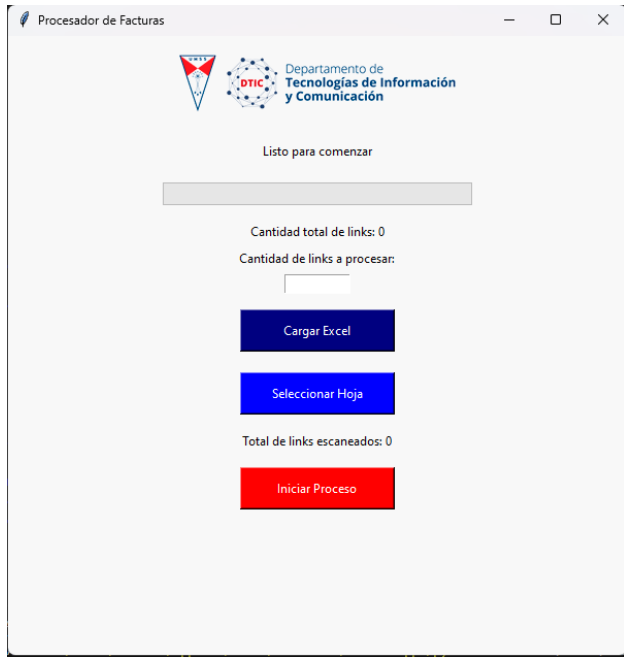 Procesador de Facturas
UMSS
DTIC
Departamento de
Tecnologías de Información
y Comunicación
Listo para comenzar
Cantidad total de links: 0
Cantidad de links a procesar:
Cargar Excel
Seleccionar Hoja
Total de links escaneados: 0
Iniciar Proceso